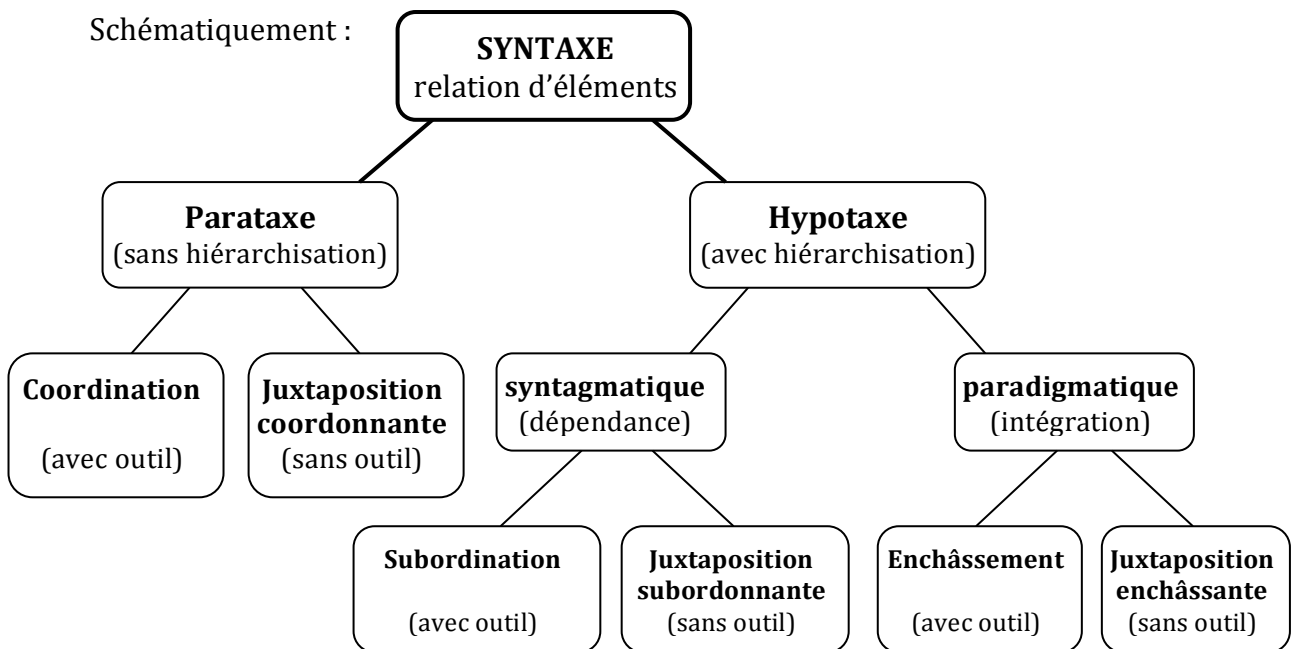 Schématiquement :
SYNTAXE
relation d’éléments
Parataxe
(sans hiérarchisation)
Hypotaxe
(avec hiérarchisation)
Coordination
(avec outil)
Juxtaposition
coordonnante
(sans outil)
syntagmatique
(dépendance)
paradigmatique
(intégration)
Subordination
(avec outil)
Juxtaposition
subordonnante
(sans outil)
Enchâssement
(avec outil)
Juxtaposition
enchâssante
(sans outil)